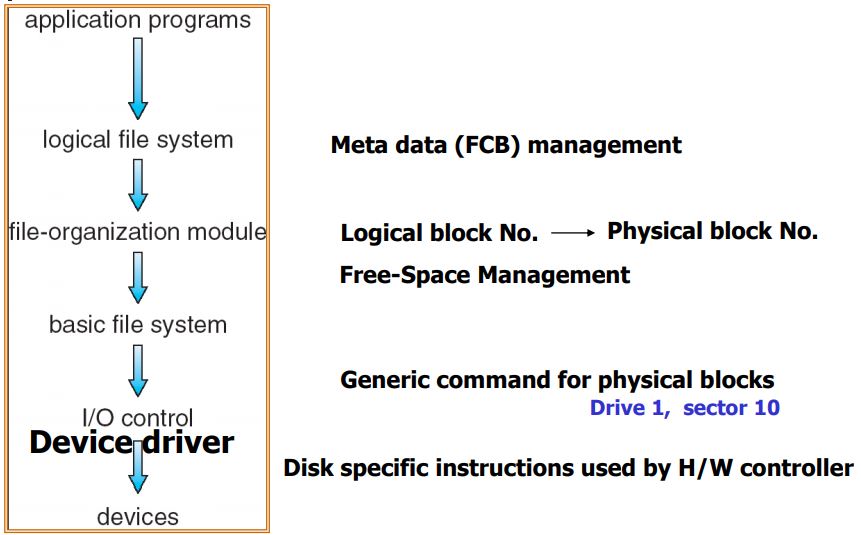 application programs
logical file system
Meta data (FCB) management
file-organization module
Logical block No. → Physical block No.
Free-Space Management
basic file system
Generic command for physical blocks
Drive 1, sector 10
I/O control
Device driver
Disk specific instructions used by H/W controller
devices